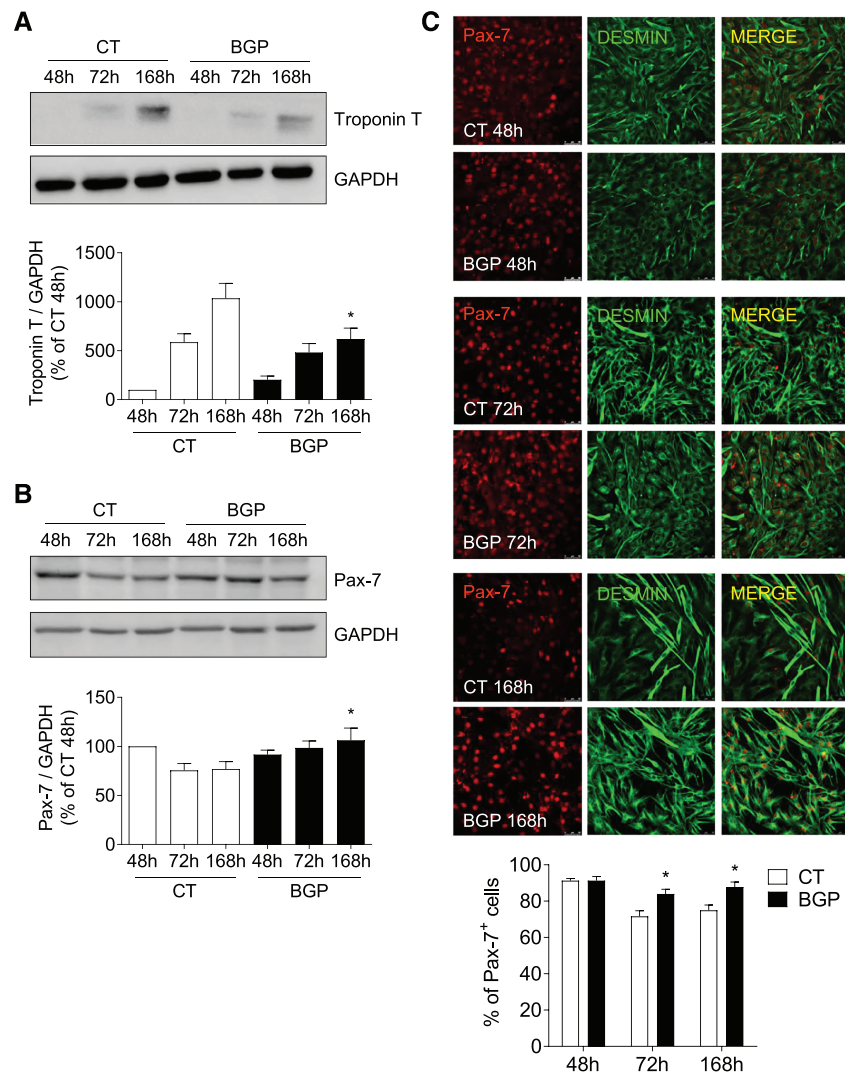 A
CT BGP
48h 72h 168h 48h 72h 168h
Troponin T
GAPDH
Troponin T / GAPDH
(% of CT 48h)
1500
1000
500
0
48h 72h 168h 48h 72h 168h
CT BGP
*
B
CT BGP
48h 72h 168h 48h 72h 168h
Pax-7
GAPDH
Pax-7 / GAPDH
(% of CT 48h)
150
100
50
0
48h 72h 168h 48h 72h 168h
CT BGP
*
C
Pax-7 DESMIN MERGE
CT 48h
BGP 48h
Pax-7 DESMIN MERGE
CT 72h
BGP 72h
Pax-7 DESMIN MERGE
CT 168h
BGP 168h
% of Pax-7⁺ cells
100
80
60
40
20
0
48h 72h 168h
* *
CT
BGP